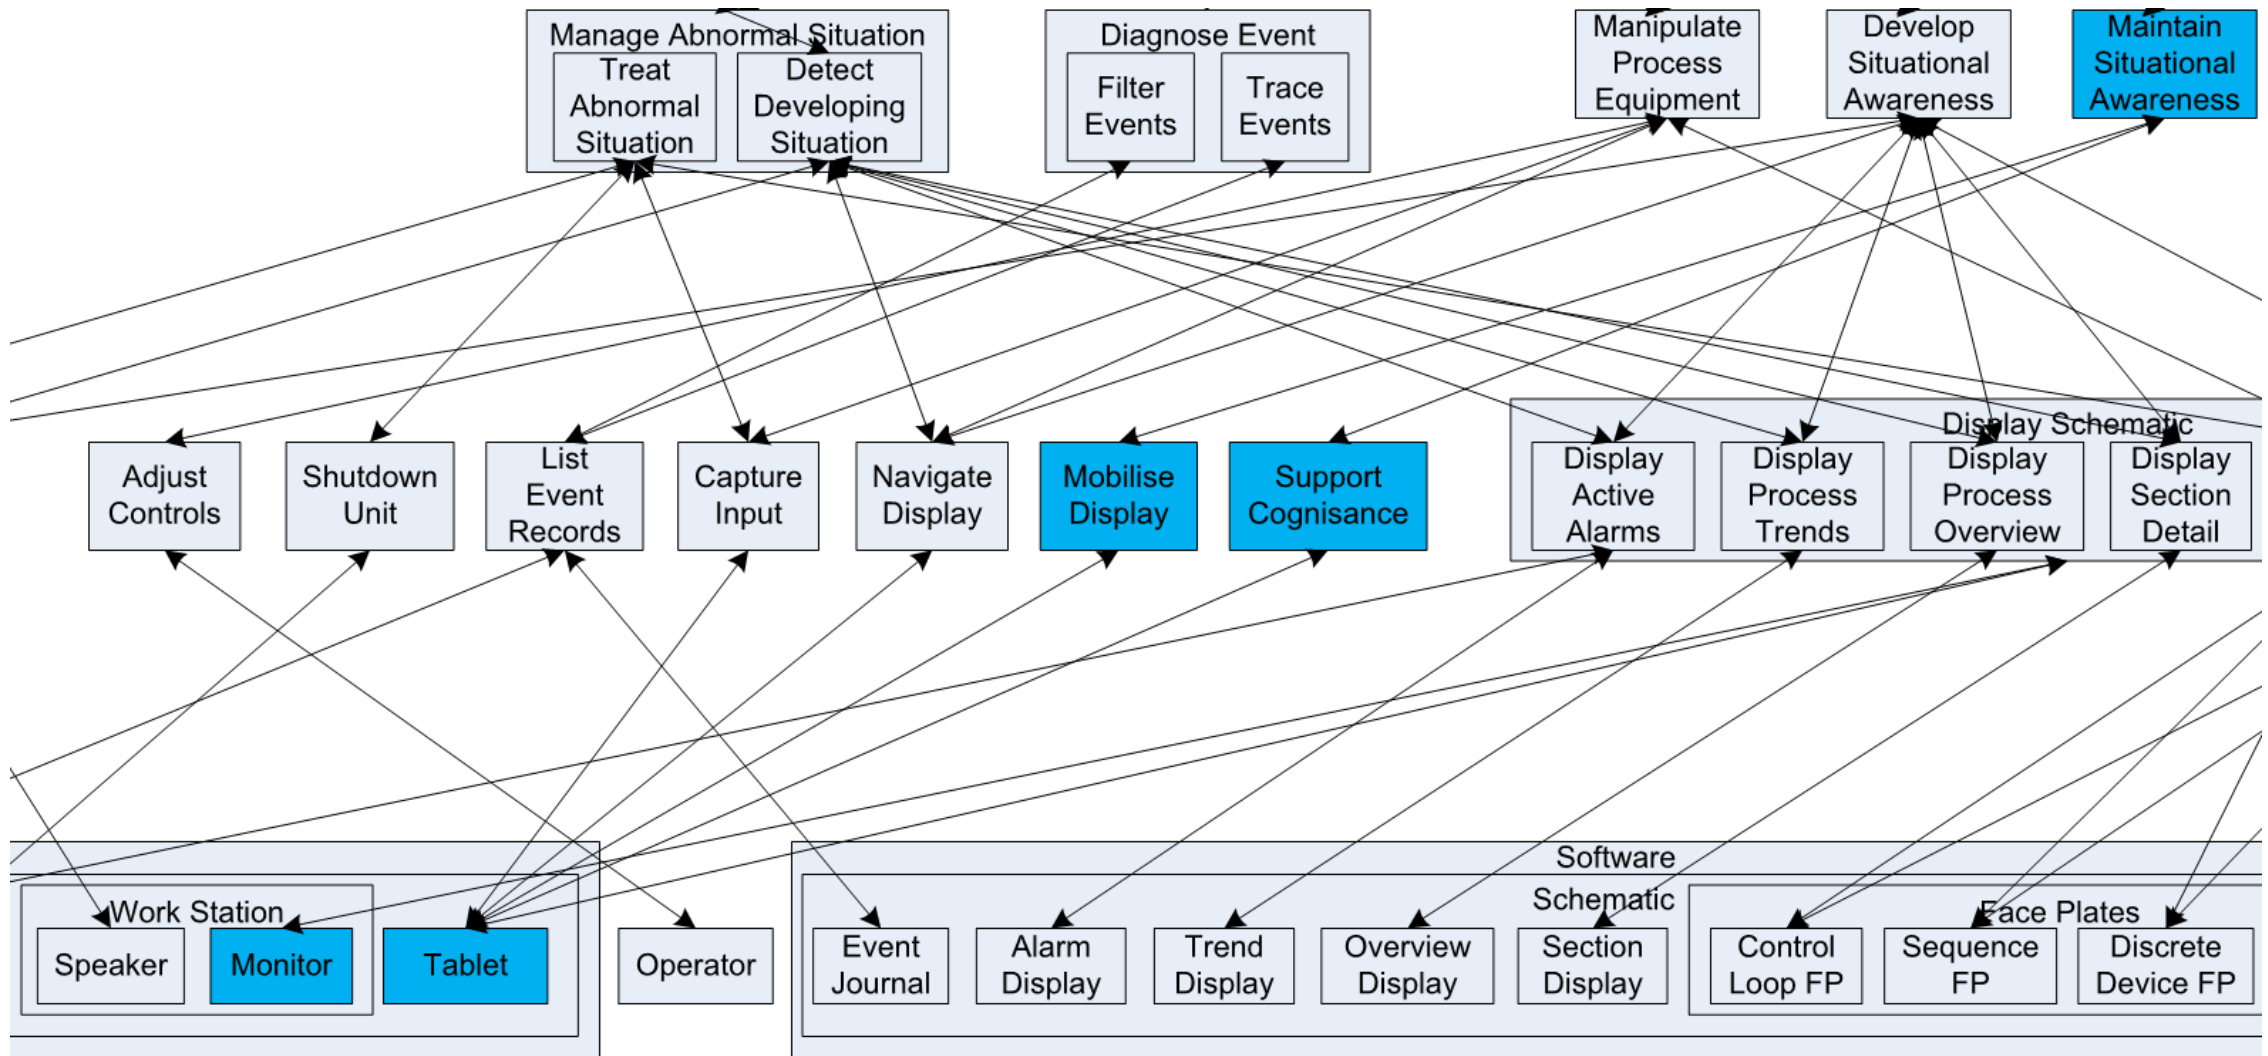 Manage Abnormal Situation
Treat
Abnormal
Situation
Detect
Developing
Situation
Diagnose Event
Filter
Events
Trace
Events
Manipulate
Process
Equipment
Develop
Situational
Awareness
Maintain
Situational
Awareness
Adjust
Controls
Shutdown
Unit
List
Event
Records
Capture
Input
Navigate
Display
Mobilise
Display
Support
Cognisance
Display Schematic
Display
Active
Alarms
Display
Process
Trends
Display
Process
Overview
Display
Section
Detail
Work Station
Speaker
Monitor
Tablet
Operator
Software
Schematic
Event
Journal
Alarm
Display
Trend
Display
Overview
Display
Section
Display
Face Plates
Control
Loop FP
Sequence
FP
Discrete
Device FP